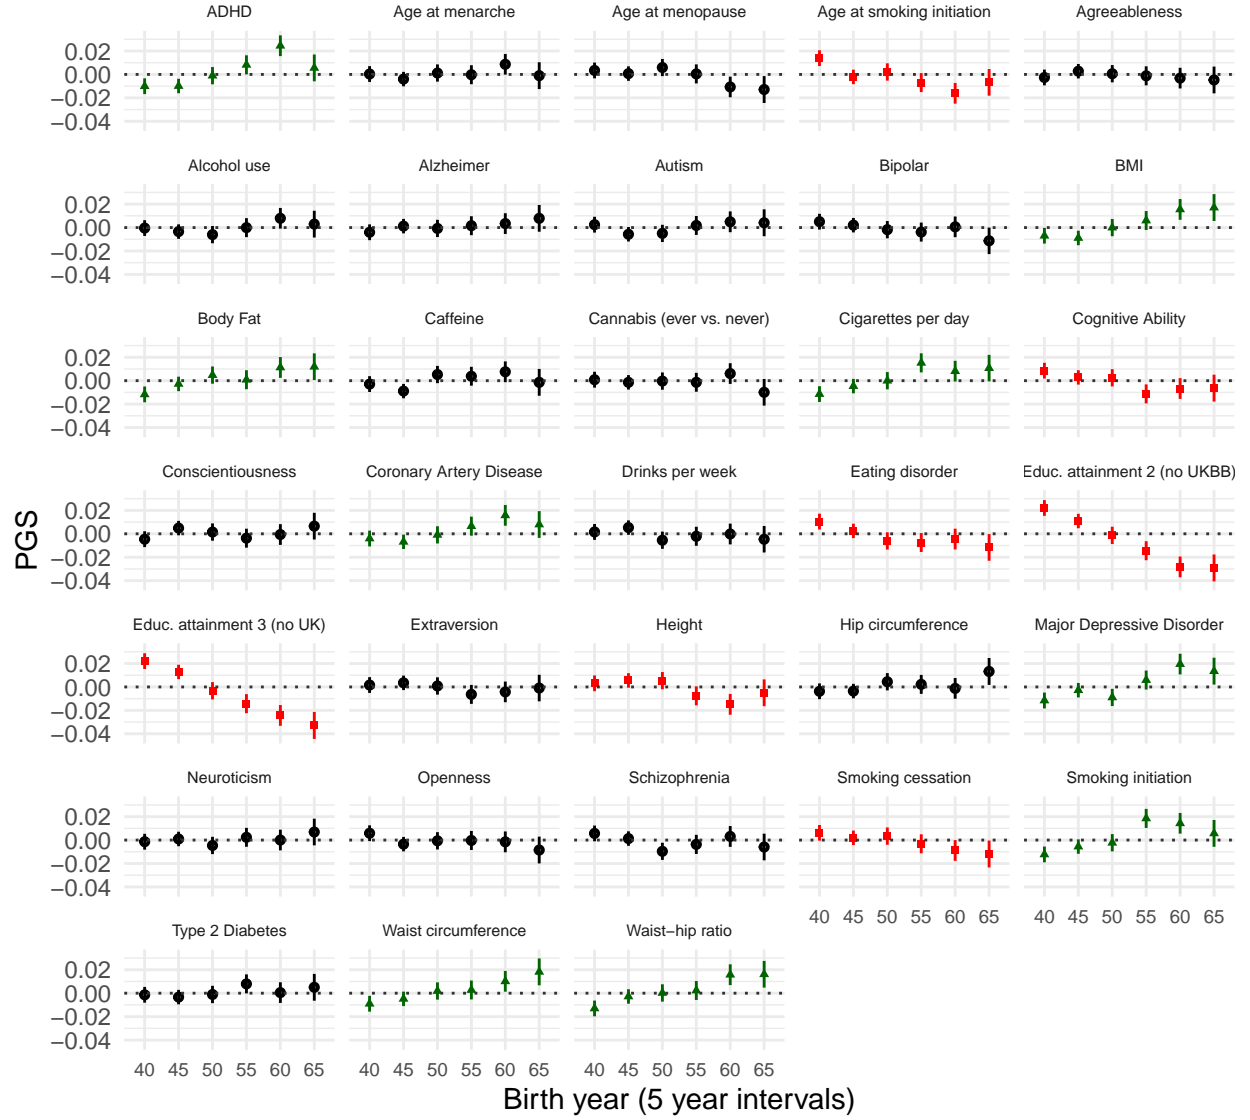 ADHD Age at menarche Age at menopause Age at smoking initiation Agreeableness
0.02
0.00
−0.02
−0.04
Alcohol use Alzheimer Autism Bipolar BMI
0.02
0.00
−0.02
−0.04
Body Fat Caffeine Cannabis (ever vs. never) Cigarettes per day Cognitive Ability
0.02
0.00
−0.02
−0.04
Conscientiousness Coronary Artery Disease Drinks per week Eating disorder Educ. attainment 2 (no UKBB)
0.02
0.00
−0.02
−0.04
PGS
Educ. attainment 3 (no UK) Extraversion Height Hip circumference Major Depressive Disorder
0.02
0.00
−0.02
−0.04
Neuroticism Openness Schizophrenia Smoking cessation Smoking initiation
0.02
0.00
−0.02
−0.04
40 45 50 55 60 65 40 45 50 55 60 65
Type 2 Diabetes Waist circumference Waist−hip ratio
0.02
0.00
−0.02
−0.04
40 45 50 55 60 65 40 45 50 55 60 65 40 45 50 55 60 65
Birth year (5 year intervals)